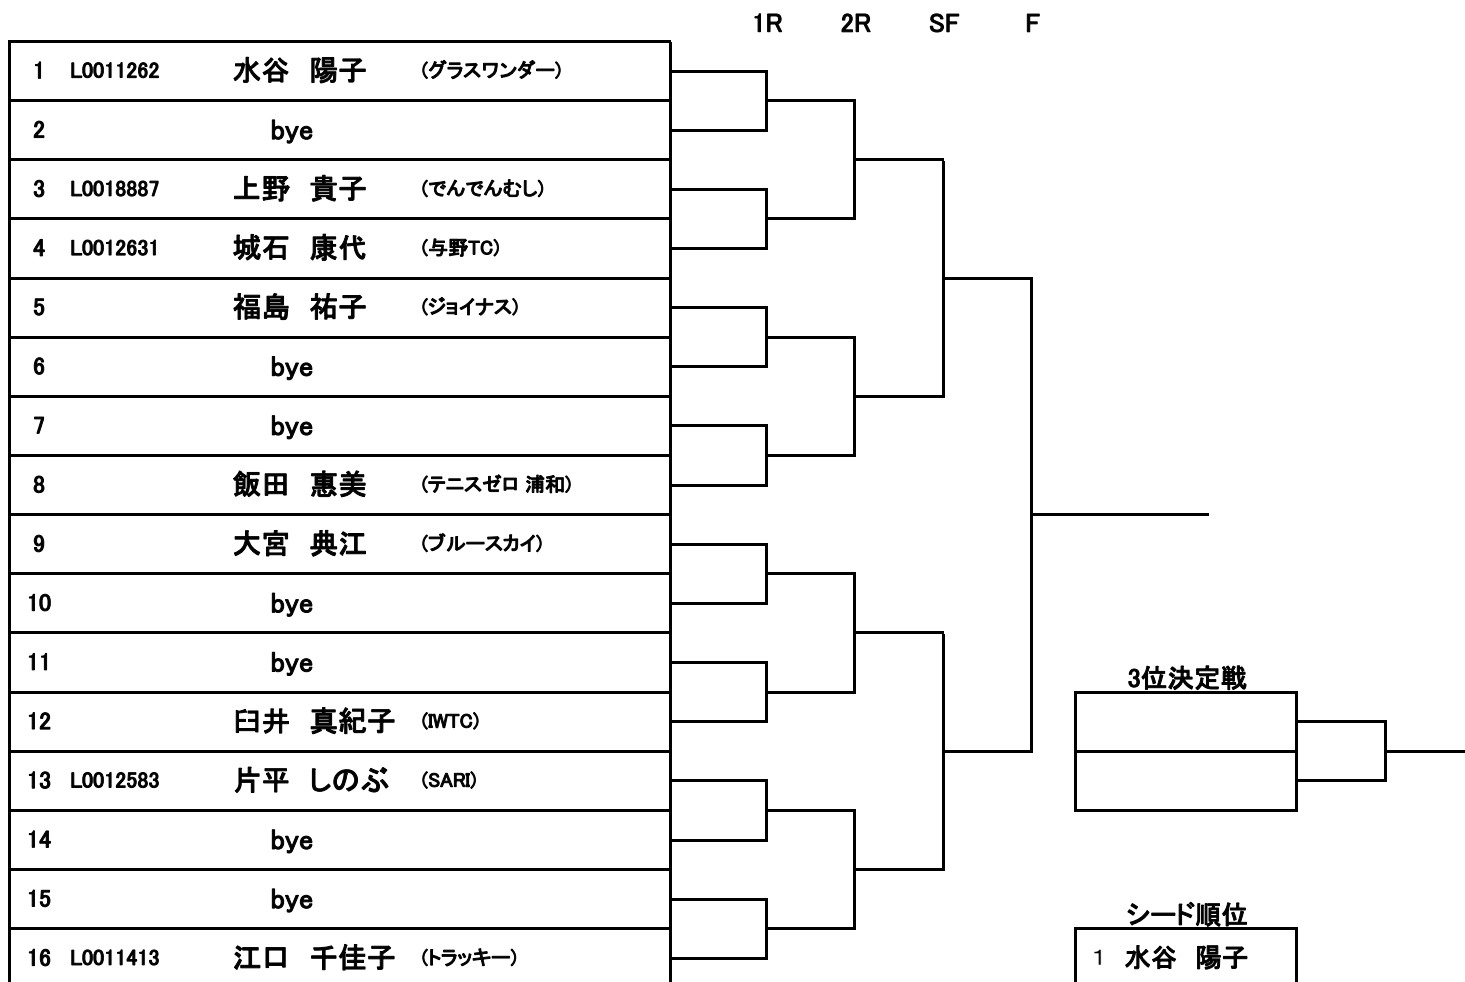 1R 2R SF F
1 L0011262 水谷 陽子 (グラスワンダー)
2 bye
3 L0018887 上野 貴子 (でんでんむし)
4 L0012631 城石 康代 (与野TC)
5 福島 祐子 (ジョイナス)
6 bye
7 bye
8 飯田 惠美 (テニスゼロ 浦和)
9 大宮 典江 (ブルースカイ)
10 bye
11 bye
12 臼井 真紀子 (IWTC)
13 L0012583 片平 しのぶ (SARI)
14 bye
15 bye
16 L0011413 江口 千佳子 (トラッキー)
3位決定戦
シード順位
1 水谷 陽子